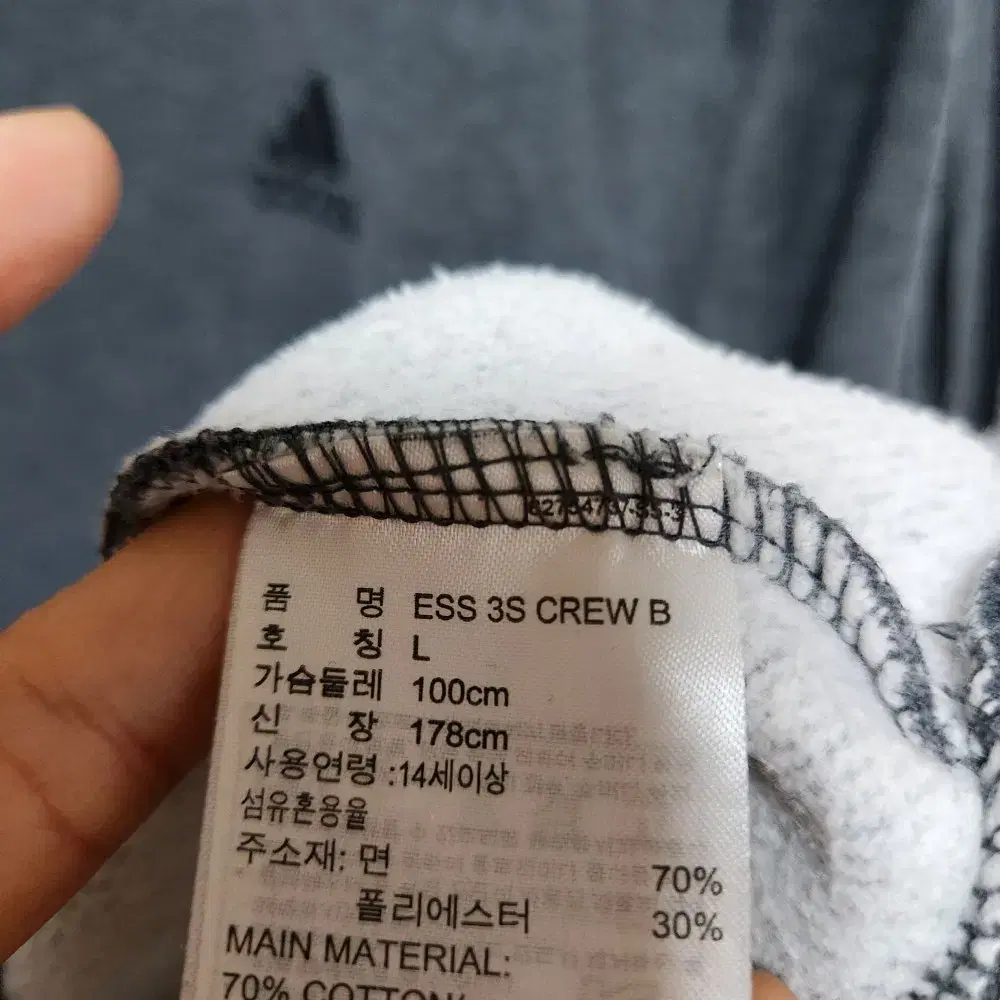 품 명 ESS 3S CREW B
호 칭 L
가슴둘레 100cm
신 장 178cm
사용연령 :14세이상
섬유혼용율
주소재: 면 70%
폴리에스터 30%
MAIN MATERIAL:
70% COTTON/